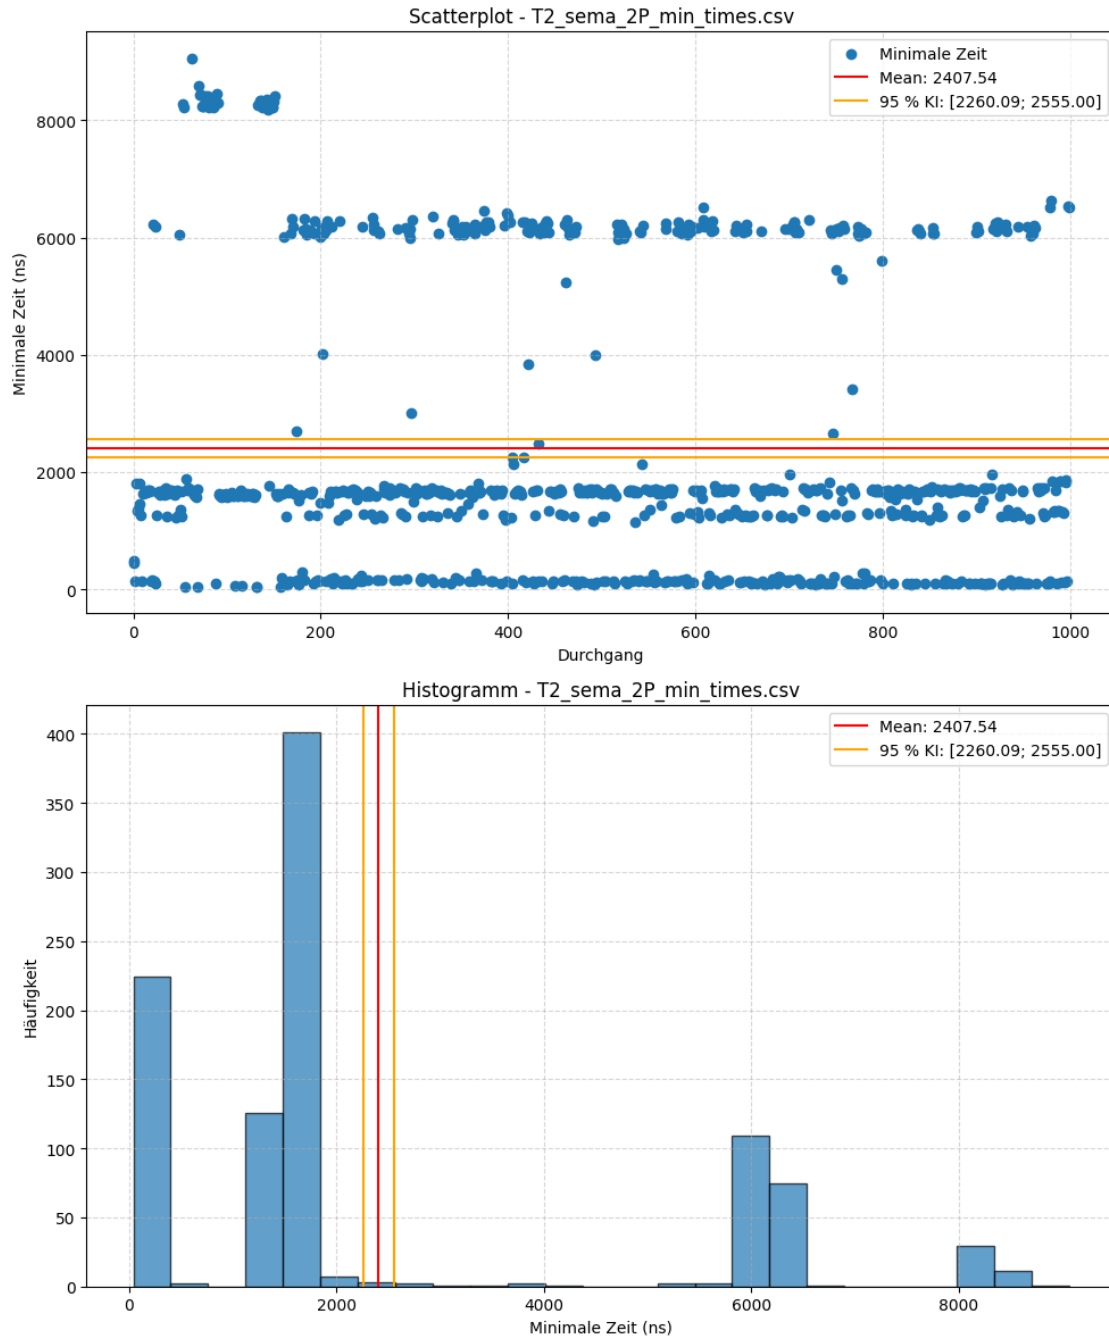 Scatterplot - T2_sema_2P_min_times.csv
Minimale Zeit
Mean: 2407.54
95 % KI: [2260.09; 2555.00]
Minimale Zeit (ns)
8000
6000
4000
2000
0
0 200 400 600 800 1000
Durchgang
Histogramm - T2_sema_2P_min_times.csv
Mean: 2407.54
95 % KI: [2260.09; 2555.00]
Häufigkeit
400
350
300
250
200
150
100
50
0
0 2000 4000 6000 8000
Minimale Zeit (ns)